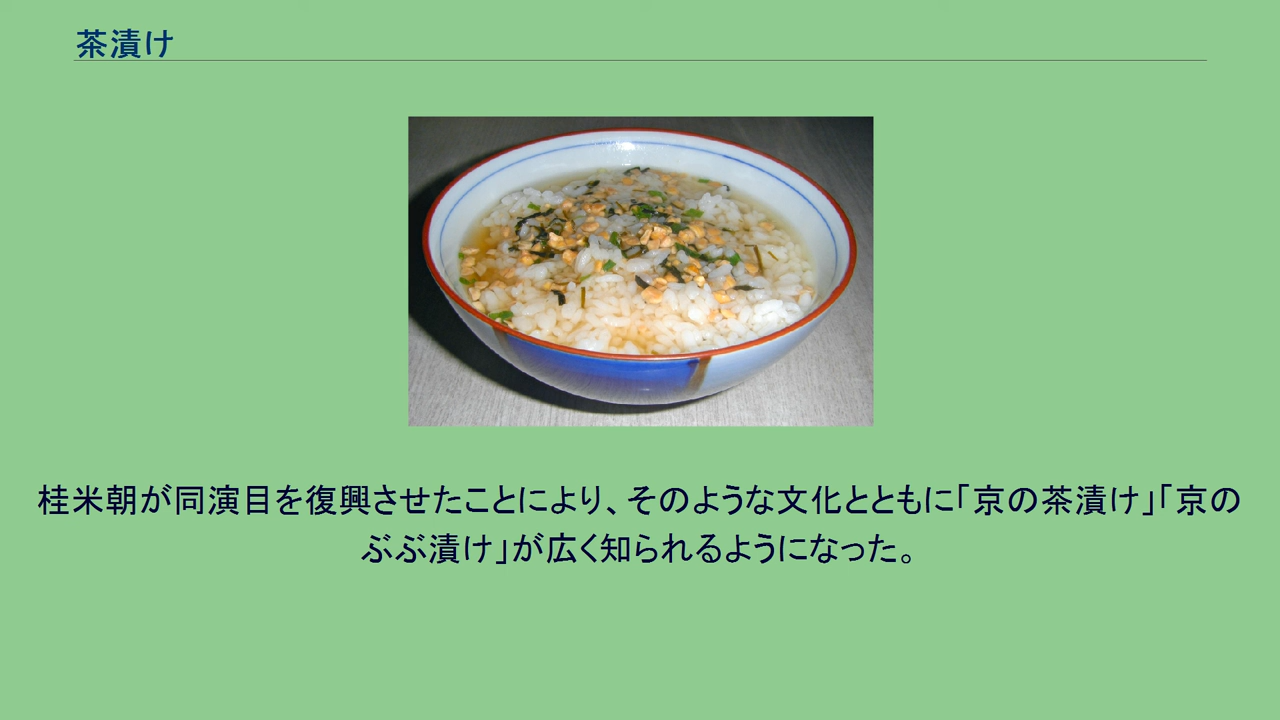 茶漬け
桂米朝が同演目を復興させたことにより、そのような文化とともに「京の茶漬け」「京の
ぶぶ漬け」が広く知られるようになった。